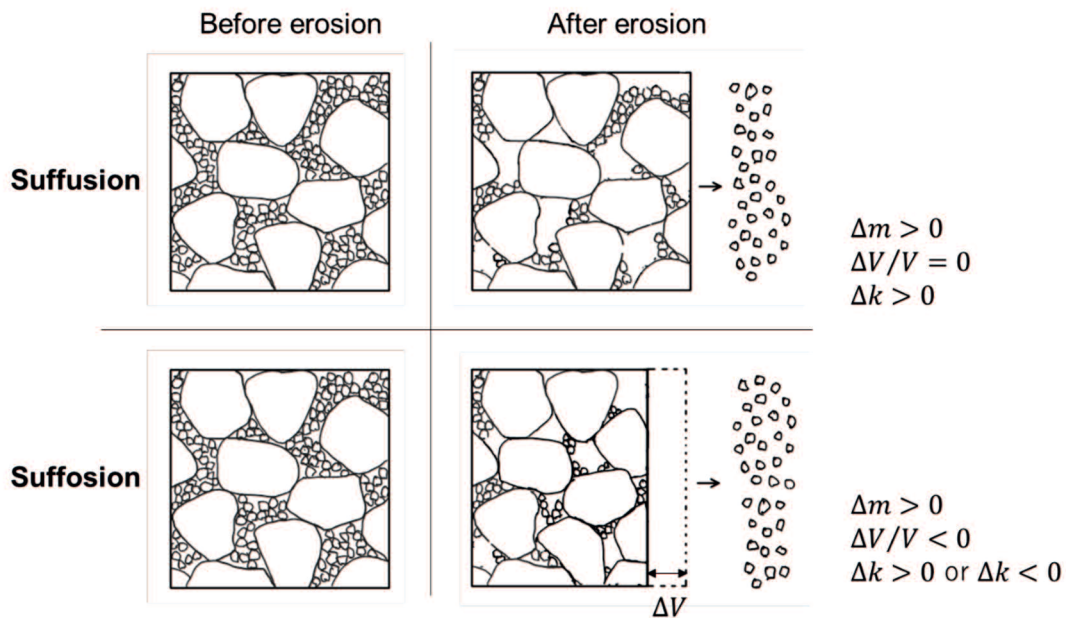 Before erosion
After erosion
Suffusion
Δm > 0
ΔV/V = 0
Δk > 0
Suffosion
Δm > 0
ΔV/V < 0
Δk > 0 or Δk < 0
ΔV